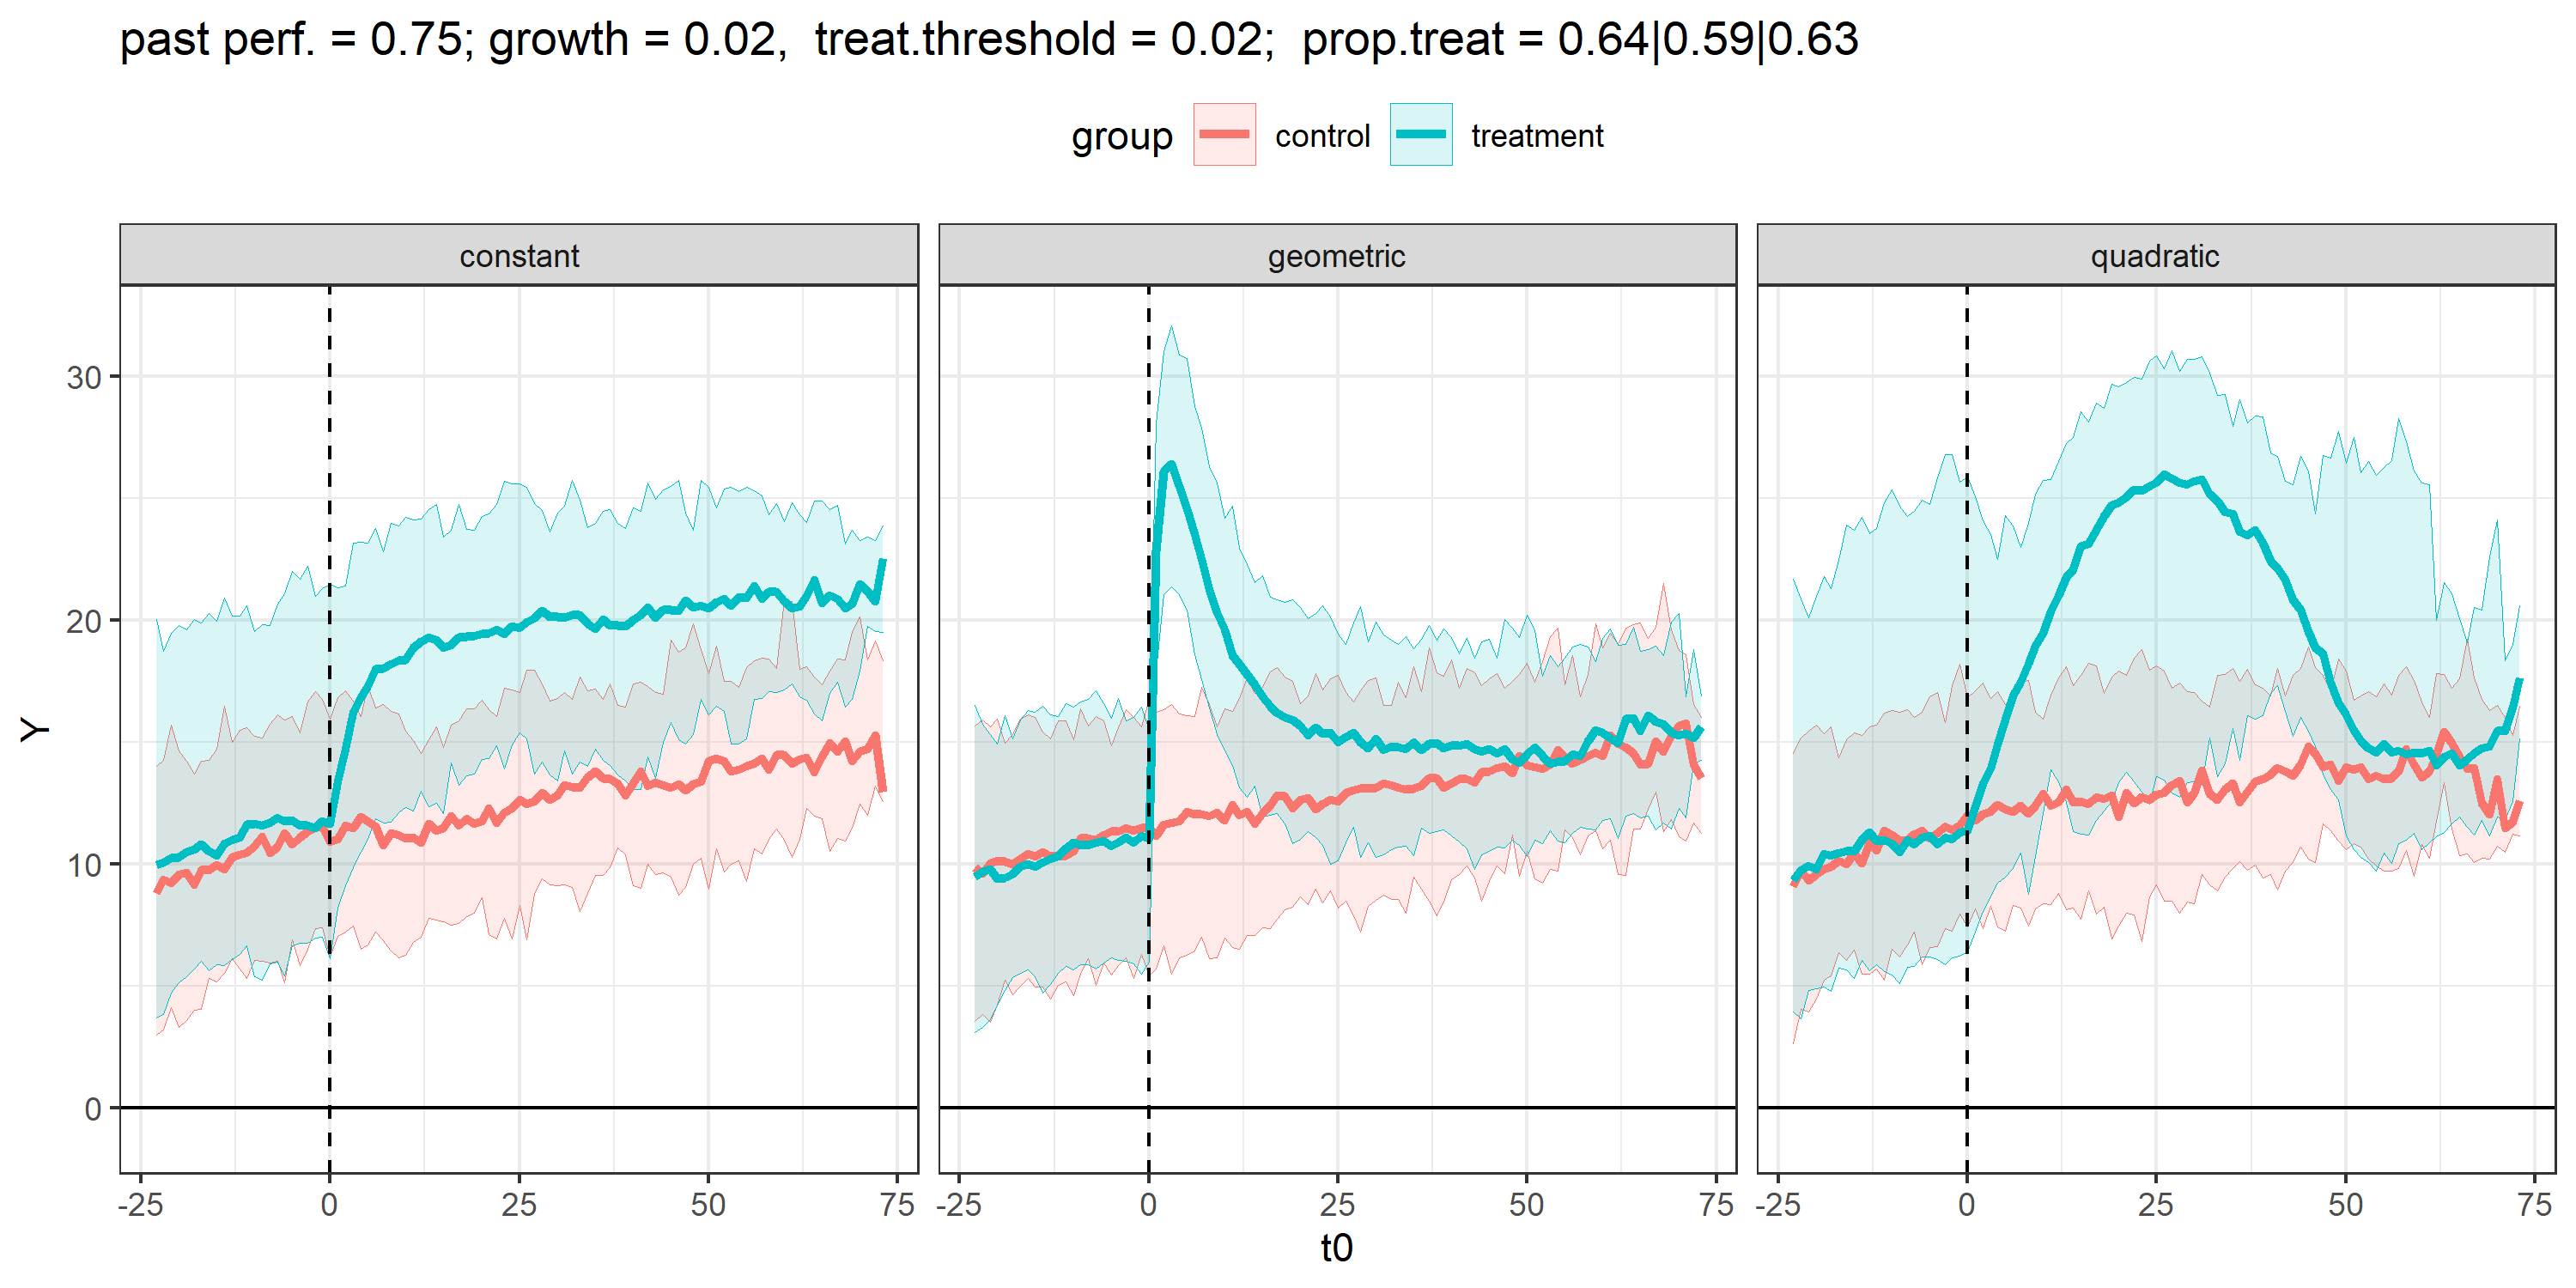 past perf. = 0.75; growth = 0.02,  treat.threshold = 0.02;  prop.treat = 0.64|0.59|0.63
group control treatment
constant geometric quadratic
30
20
10
0
Y
-25 0 25 50 75 -25 0 25 50 75 -25 0 25 50 75
t0